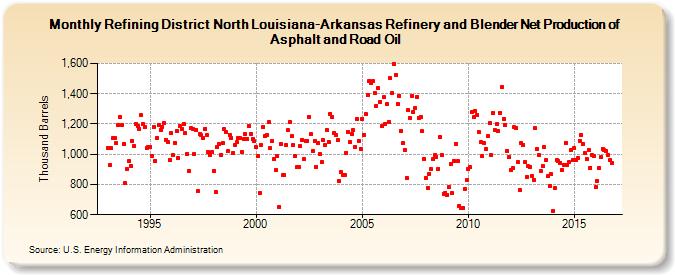 Monthly Refining District North Louisiana-Arkansas Refinery and Blender Net Production of
Asphalt and Road Oil
Thousand Barrels
1,600
1,400
1,200
1,000
800
600
1995
2000
2005
2010
2015
Source: U.S. Energy Information Administration